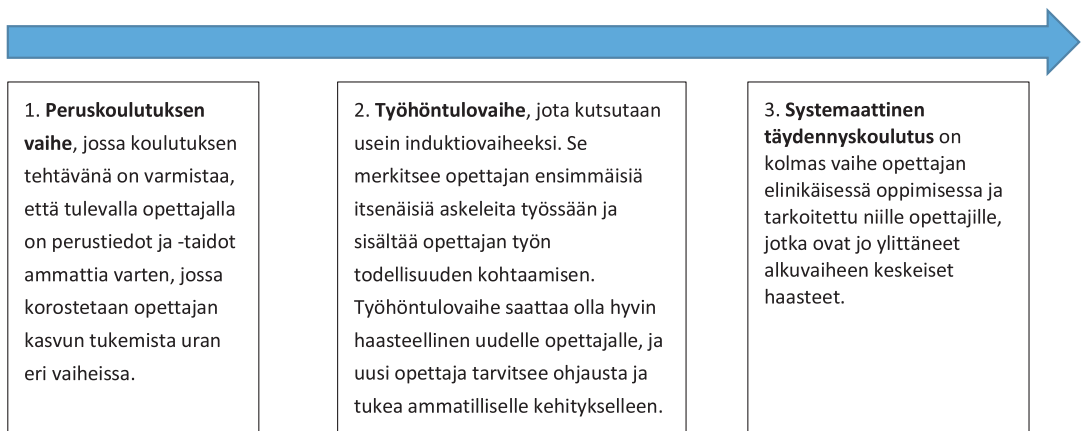 1. Peruskoulutuksen
vaihe, jossa koulutuksen
tehtävänä on varmistaa,
että tulevalla opettajalla
on perustiedot ja -taidot
ammattia varten, jossa
korostetaan opettajan
kasvun tukemista uran
eri vaiheissa.
2. Työhöntulovaihe, jota kutsutaan
usein induktiovaiheeksi. Se
merkitsee opettajan ensimmäisiä
itsenäisiä askeleita työssään ja
sisältää opettajan työn
todellisuuden kohtaamisen.
Työhöntulovaihe saattaa olla hyvin
haasteellinen uudelle opettajalle, ja
uusi opettaja tarvitsee ohjausta ja
tukea ammatilliselle kehitykselleen.
3. Systemaattinen
täydennyskoulutus on
kolmas vaihe opettajan
elinikäisessä oppimisessa ja
tarkoitettu niille opettajille,
jotka ovat jo ylittäneet
alkuvaiheen keskeiset
haasteet.